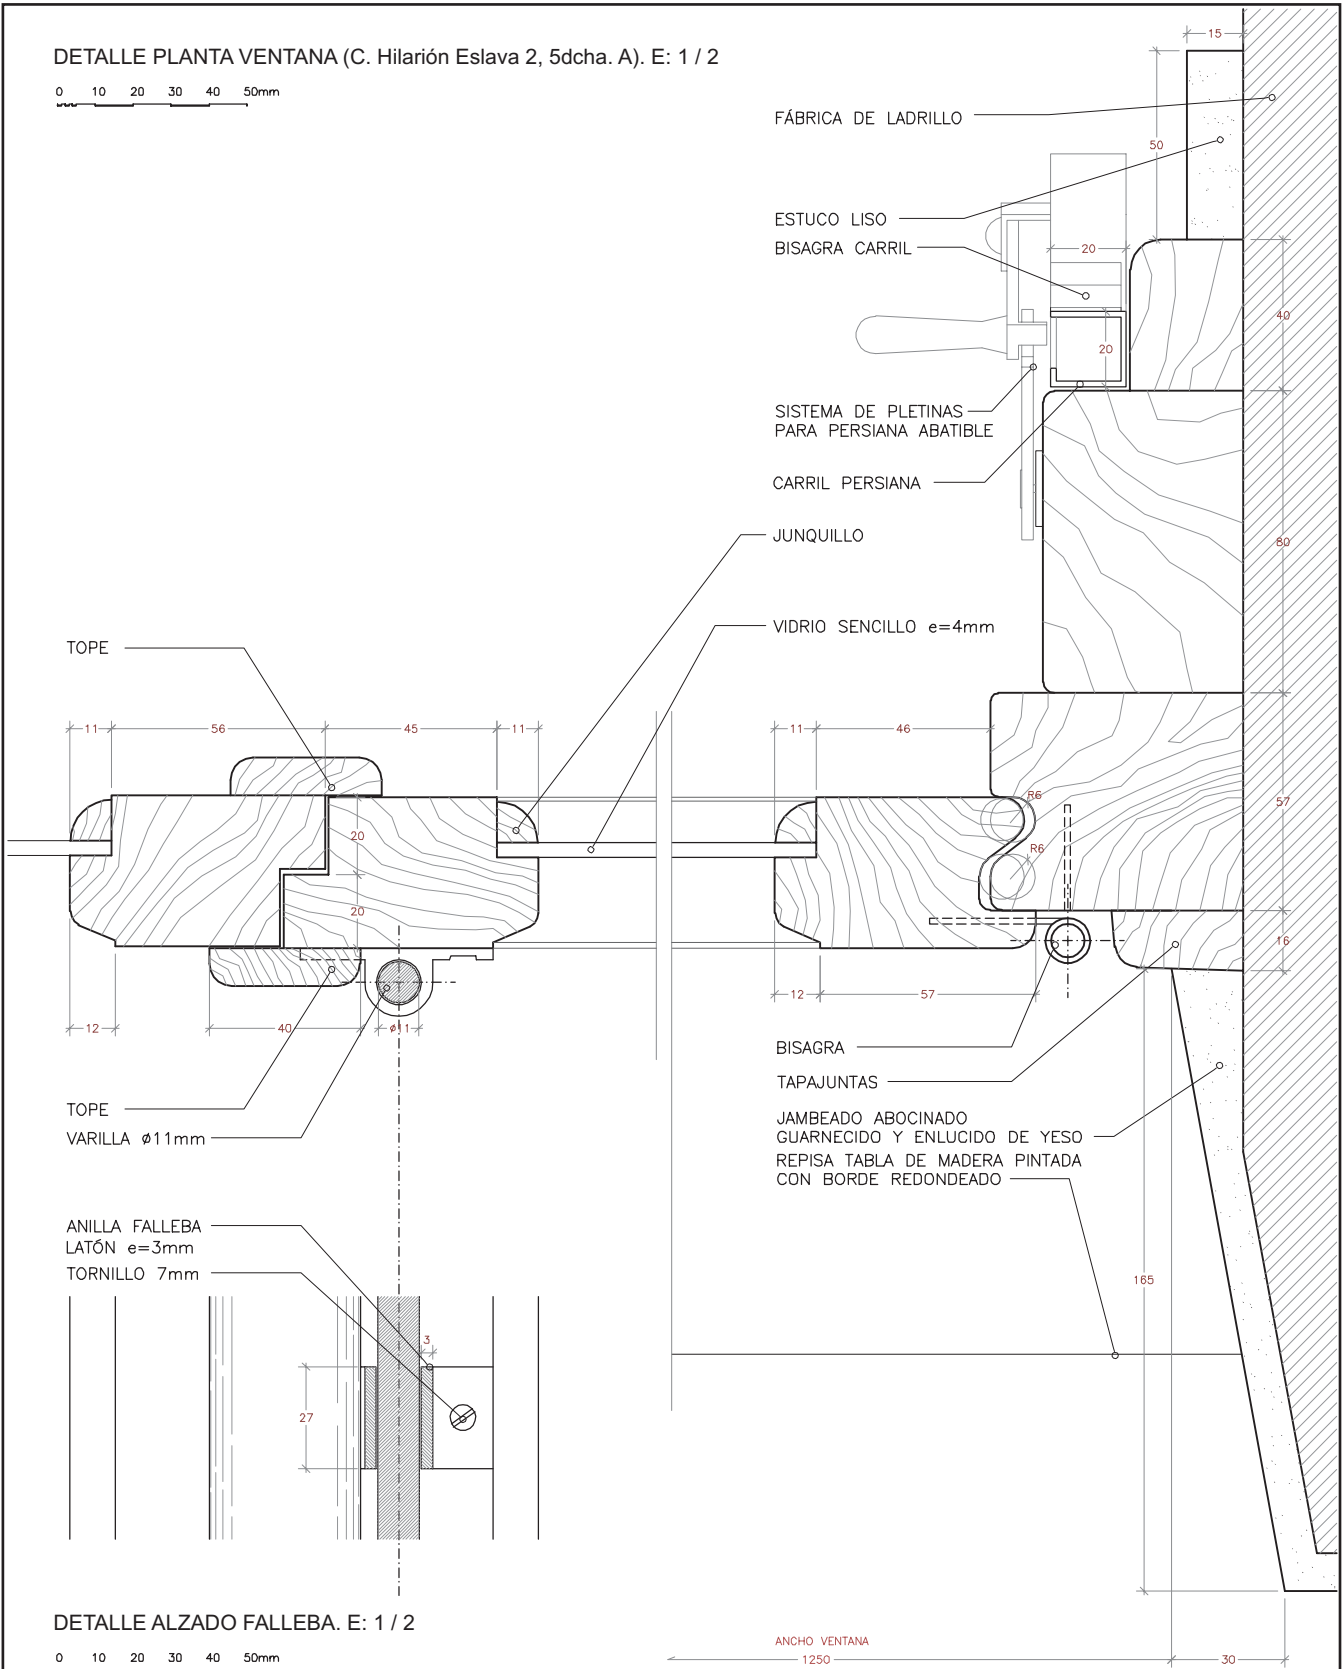 DETALLE PLANTA VENTANA (C. Hilarión Eslava 2, 5dcha. A). E: 1 / 2
0 10 20 30 40 50mm
15
FÁBRICA DE LADRILLO
50
ESTUCO LISO
BISAGRA CARRIL
20
40
20
SISTEMA DE PLETINAS
PARA PERSIANA ABATIBLE
CARRIL PERSIANA
JUNQUILLO
80
VIDRIO SENCILLO e=4mm
TOPE
11 56 45 11 11 46
R6
57
20
R6
20
16
12 57
12 40 ø11
BISAGRA
TAPAJUNTAS
TOPE
VARILLA ø11mm
JAMBEADO ABOCINADO
GUARNECIDO Y ENLUCIDO DE YESO
REPISA TABLA DE MADERA PINTADA
CON BORDE REDONDEADO
ANILLA FALLEBA
LATÓN e=3mm
TORNILLO 7mm
165
3
27
DETALLE ALZADO FALLEBA. E: 1 / 2
0 10 20 30 40 50mm
ANCHO VENTANA
1250 30